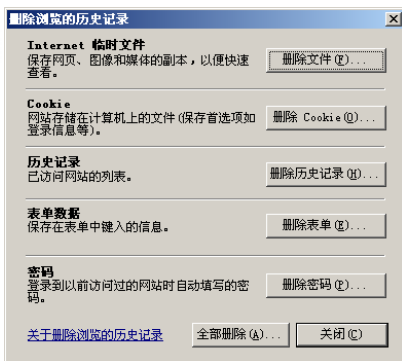 删除浏览的历史记录
Internet 临时文件
保存网页、图像和媒体的副本，以便快速
查看。
删除文件(F)...
Cookie
网站存储在计算机上的文件(保存首选项如
登录信息等)。
删除 Cookie(O)...
历史记录
已访问网站的列表。
删除历史记录(H)...
表单数据
保存在表单中键入的信息。
删除表单(E)...
密码
登录到以前访问过的网站时自动填写的密
码。
删除密码(P)...
关于删除浏览的历史记录
全部删除(A)...
关闭(C)